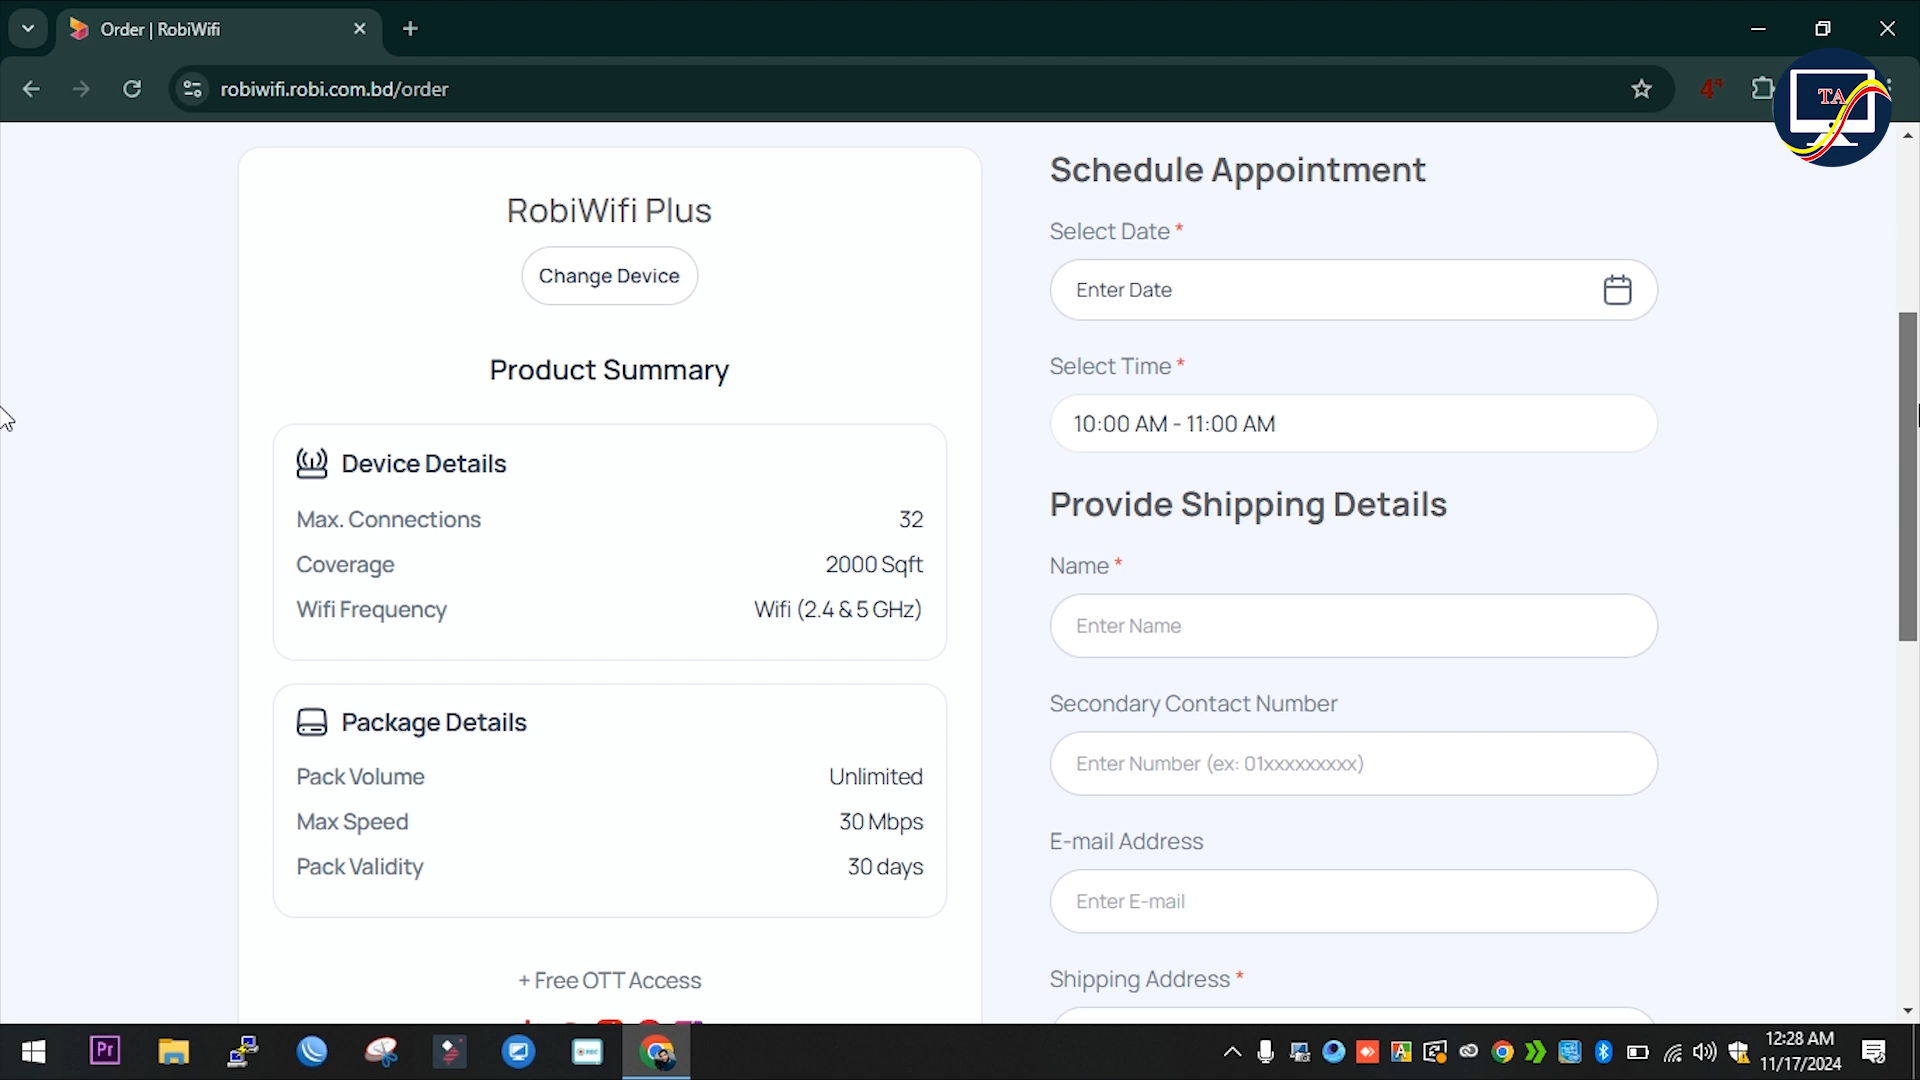 Order | RobiWifi
robiwifi.robi.com.bd/order
TA
RobiWifi Plus
Change Device
Product Summary
Device Details
Max. Connections 32
Coverage 2000 Sqft
Wifi Frequency Wifi (2.4 & 5 GHz)
Package Details
Pack Volume Unlimited
Max Speed 30 Mbps
Pack Validity 30 days
+ Free OTT Access
Schedule Appointment
Select Date *
Enter Date
Select Time *
10:00 AM - 11:00 AM
Provide Shipping Details
Name *
Enter Name
Secondary Contact Number
Enter Number (ex: 01xxxxxxxxx)
E-mail Address
Enter E-mail
Shipping Address *
Pr
REC
12:28 AM
11/17/2024